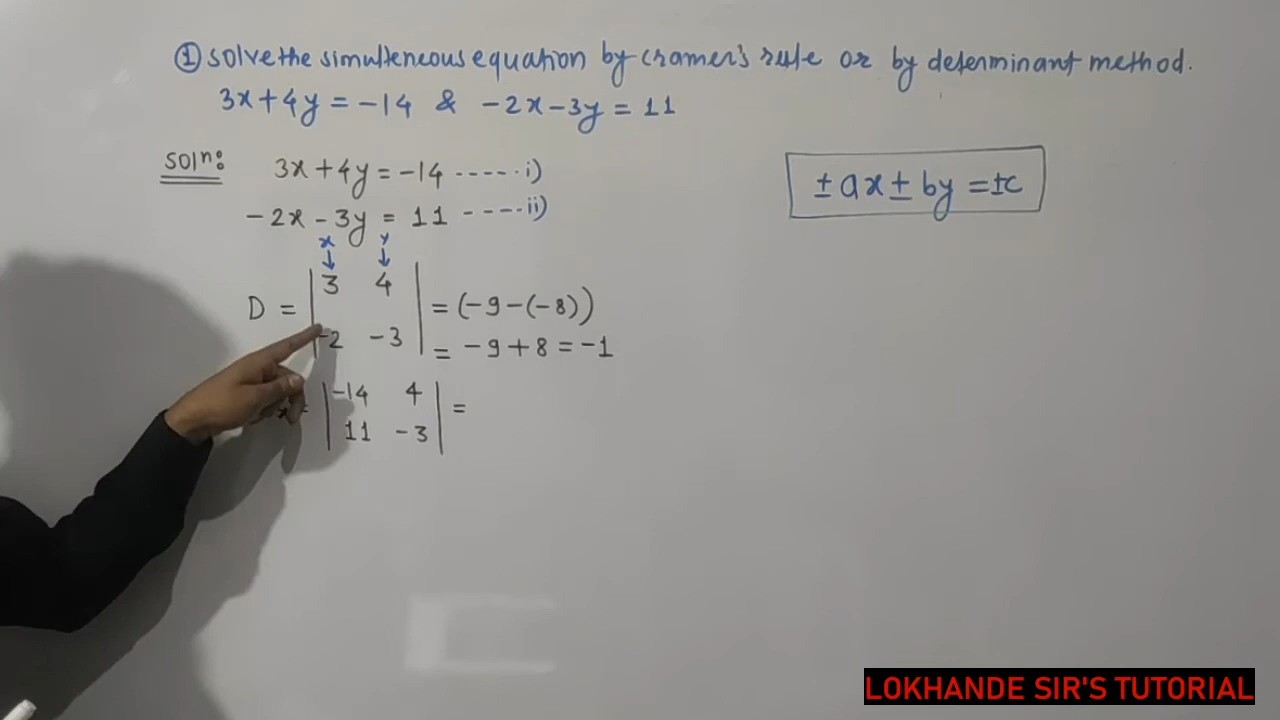 ① solve the simultaneous equation by cramer's rule or by determinant method.
3x+4y = -14 & -2x-3y = 11
Solⁿ:
3x+4y = -14 ----- i)
-2x - 3y = 11 ---- ii)
±ax ± by = ±c
x y
↓ ↓
D = | 3 4 | = (-9-(-8))
| -2 -3 | = -9+8 = -1
x = | -14 4 | =
| 11 -3 |
LOKHANDE SIR'S TUTORIAL